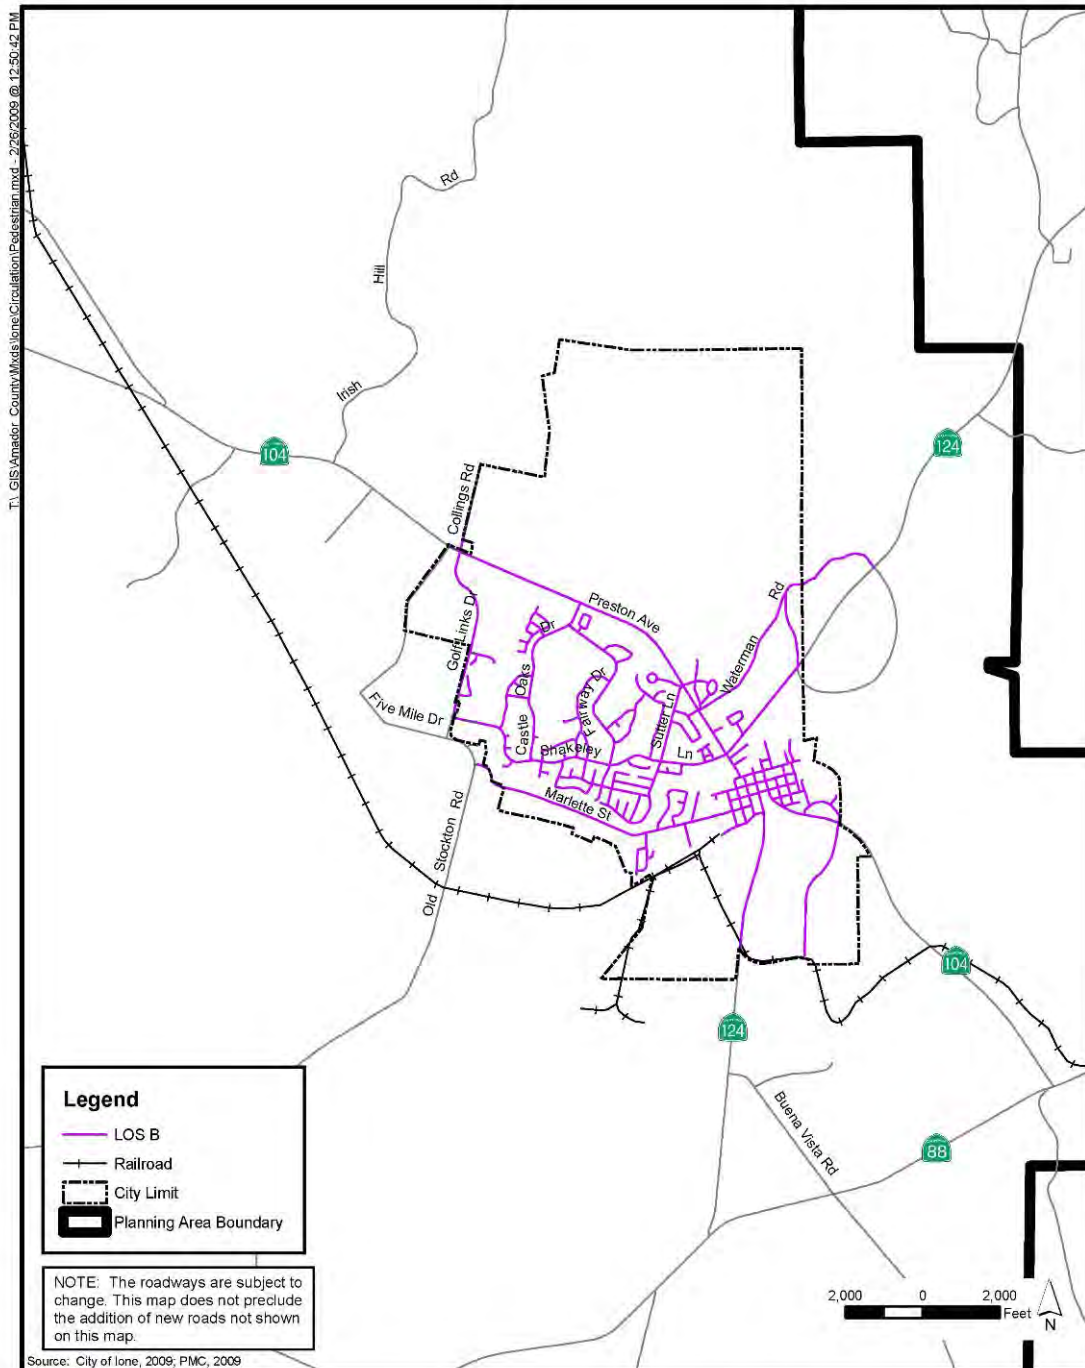 T:\_GIS\Amador_County\Mxds\Ione\Circulation\Pedestrian.mxd - 2/26/2009 @ 12:50:42 PM
Rd
Hill
Irish
104
124
Collings Rd
Preston Ave
Golf Links Dr
Dr
Oaks
Castle
Fairway Dr
Waterman
Rd
Sutter Ln
Five Mile Dr
Shakeley
Ln
Marlette St
Old
Stockton
Rd
104
124
Buena Vista Rd
88
Legend
LOS B
Railroad
City Limit
Planning Area Boundary
NOTE: The roadways are subject to
change. This map does not preclude
the addition of new roads not shown
on this map.
2,000 0 2,000
Feet
N
Source: City of Ione, 2009; PMC, 2009